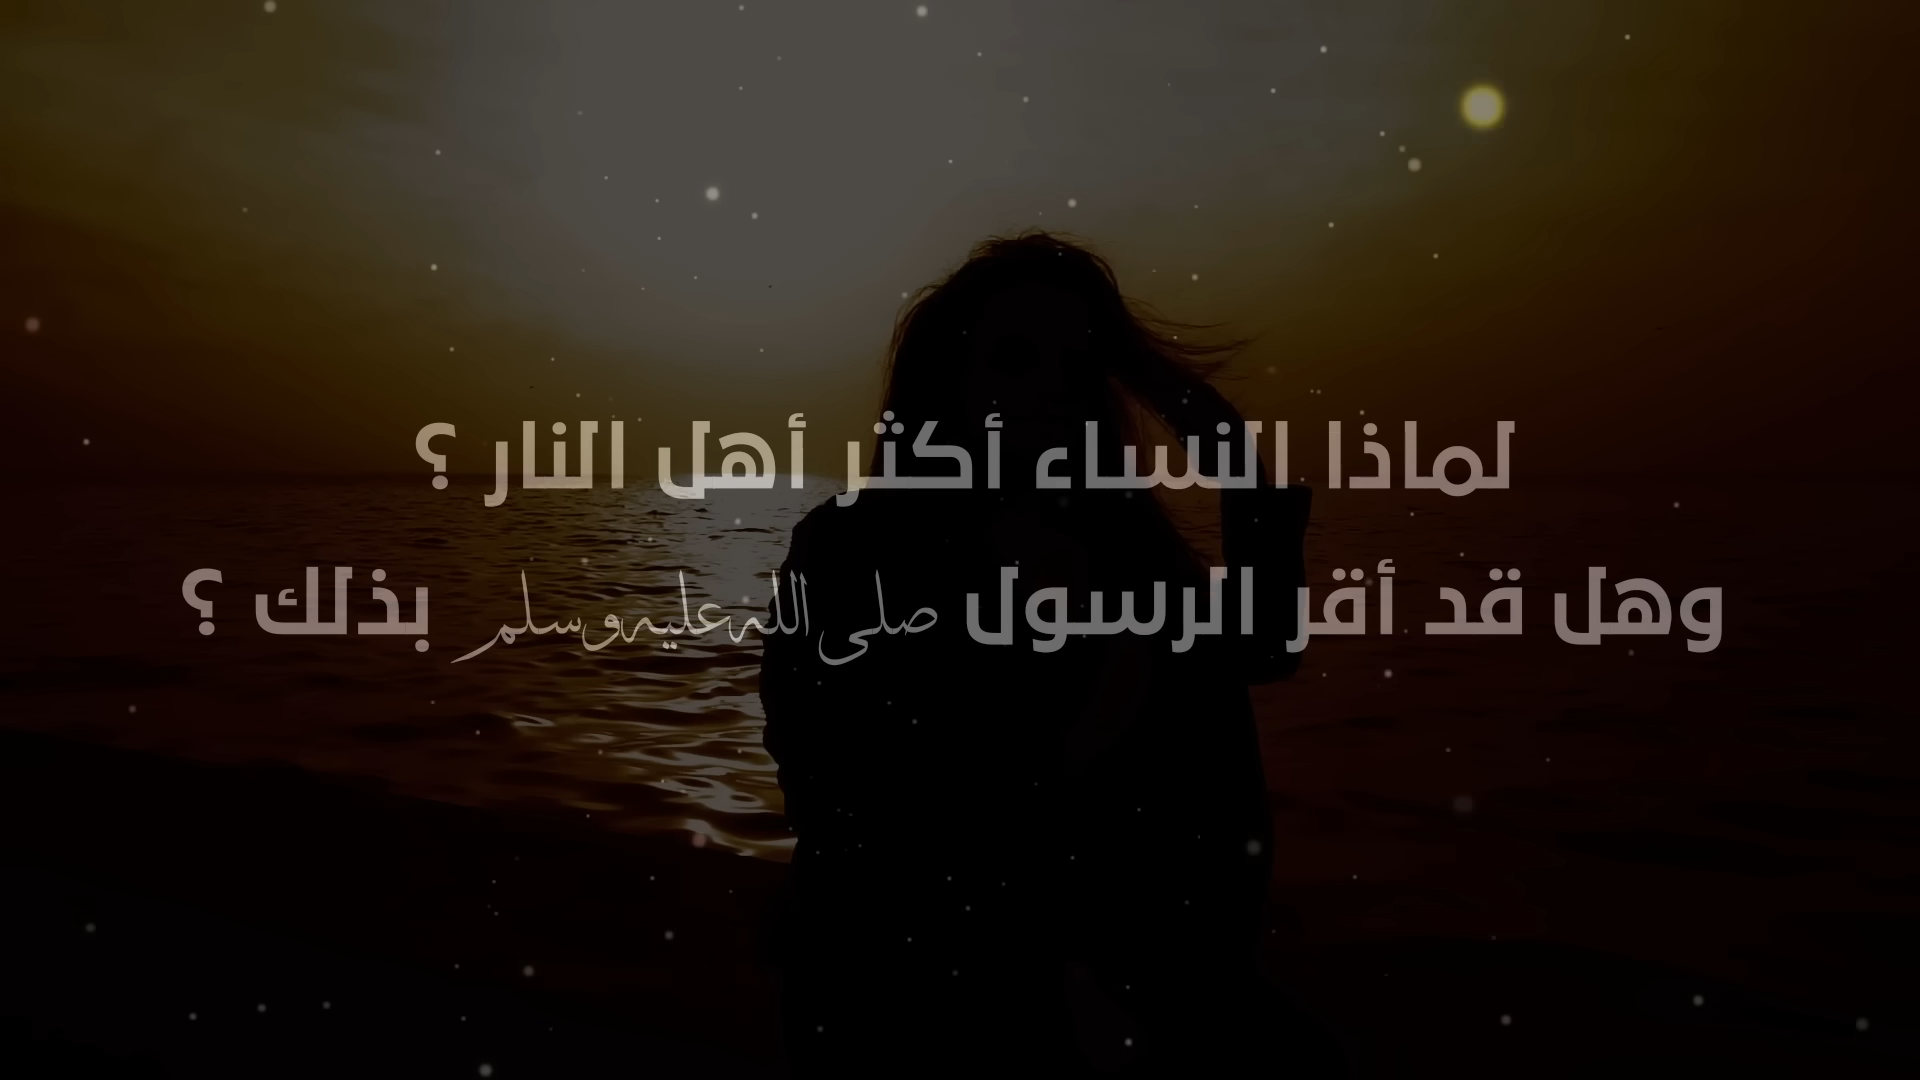 لماذا النساء أكثر أهل النار ؟
وهل قد أقر الرسول صلى الله عليه وسلم بذلك ؟